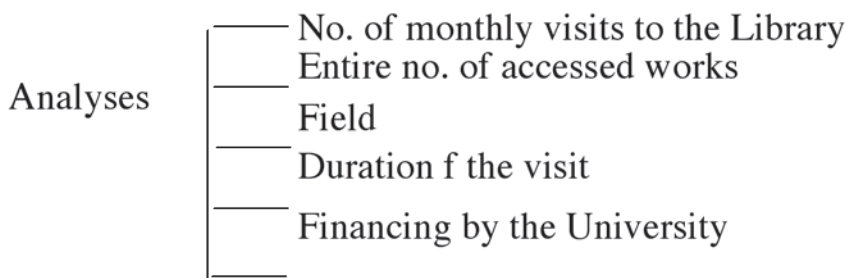 No. of monthly visits to the Library
Entire no. of accessed works
Analyses
Field
Duration f the visit
Financing by the University